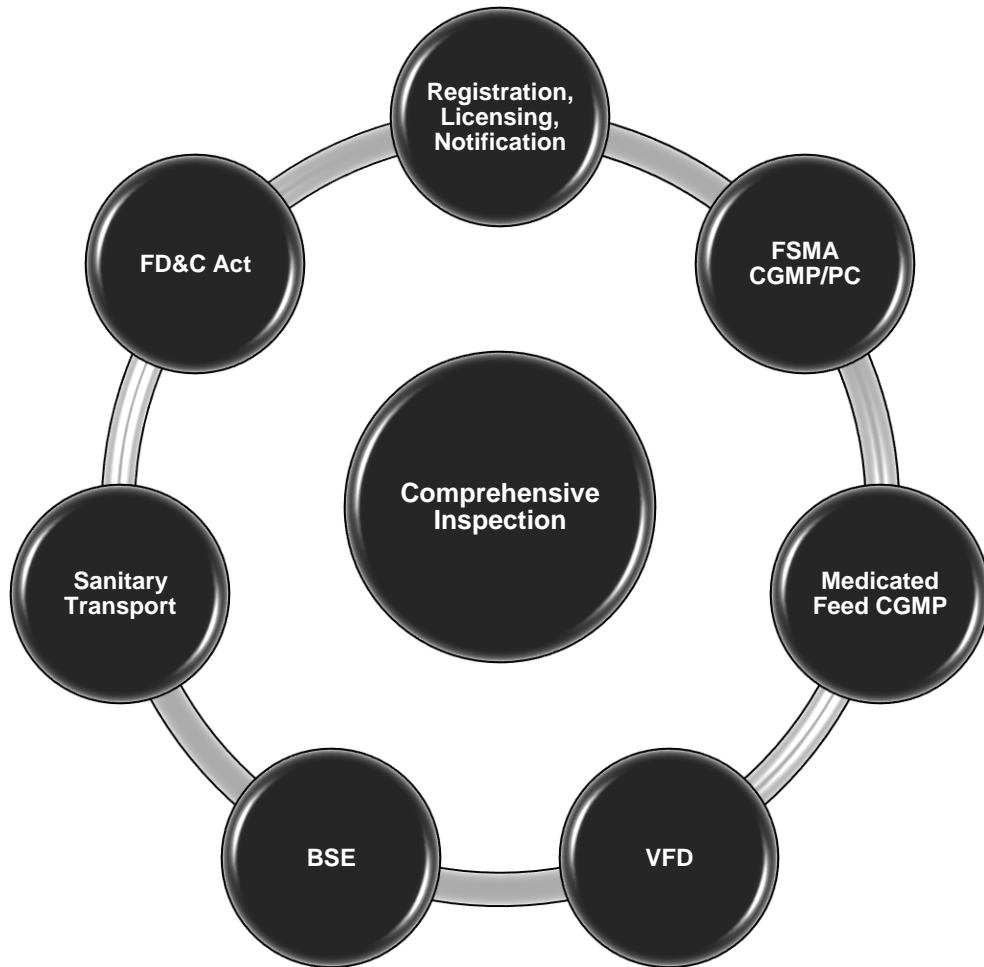 Registration,
Licensing,
Notification
FD&C Act
FSMA
CGMP/PC
Comprehensive
Inspection
Sanitary
Transport
Medicated
Feed CGMP
BSE
VFD